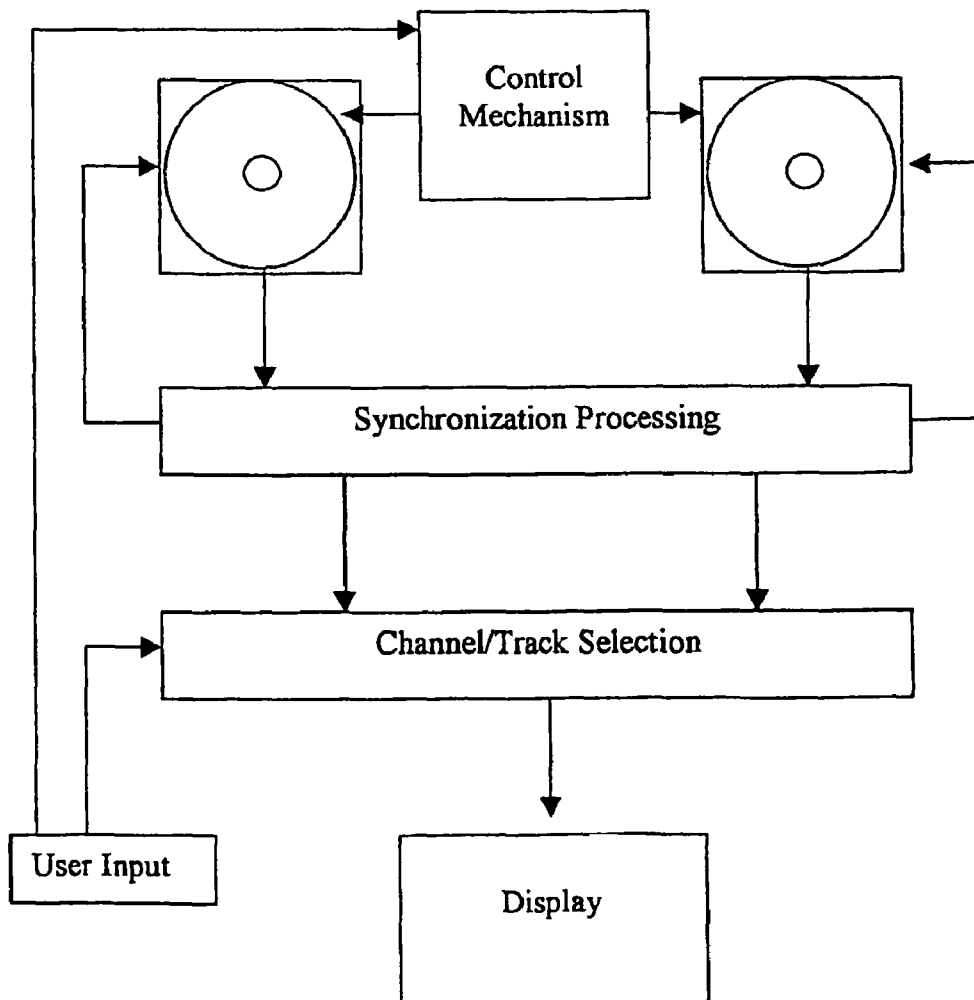 Control
Mechanism
Synchronization Processing
Channel/Track Selection
User Input
Display